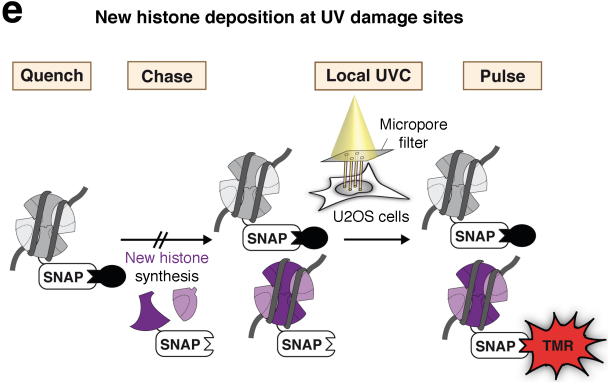 e
New histone deposition at UV damage sites
Quench
Chase
Local UVC
Pulse
Micropore
filter
U2OS cells
SNAP
New histone
synthesis
SNAP
SNAP
SNAP
SNAP
SNAP
TMR